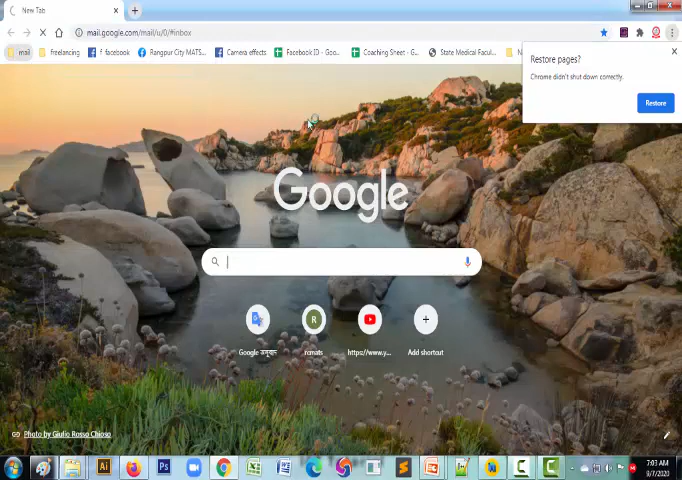 New Tab
mail.google.com/mail/u/0/#inbox
mail
freelancing
f facebook
Rangpur City MATS...
Camera effects
Facebook ID - Goo...
Coaching Sheet - G...
State Medical Facul...
Restore pages?
Chrome didn't shut down correctly.
Restore
Google
Google अनुवाद
rcmats
https://www.y...
Add shortcut
Photo by Giulio Rosso Chioso
7:03 AM
9/7/2020